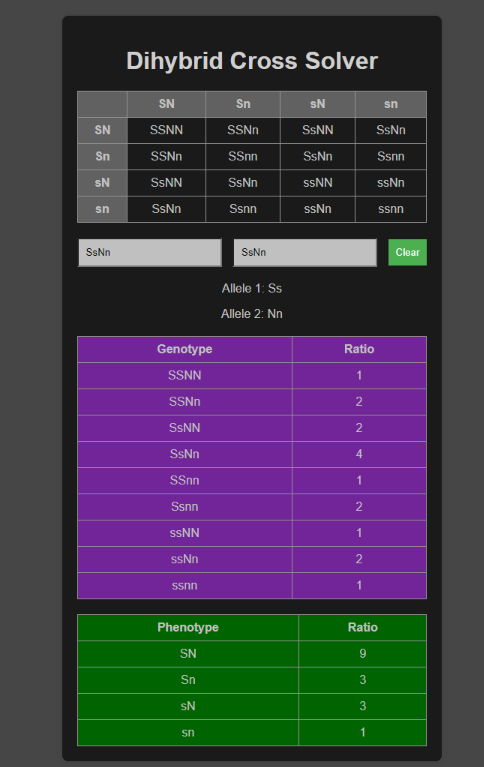 Dihybrid Cross Solver
SN Sn sN sn
SN SSNN SSNn SsNN SsNn
Sn SSNn SSnn SsNn Ssnn
sN SsNN SsNn ssNN ssNn
sn SsNn Ssnn ssNn ssnn
SsNn SsNn Clear
Allele 1: Ss
Allele 2: Nn
Genotype Ratio
SSNN 1
SSNn 2
SsNN 2
SsNn 4
SSnn 1
Ssnn 2
ssNN 1
ssNn 2
ssnn 1
Phenotype Ratio
SN 9
Sn 3
sN 3
sn 1